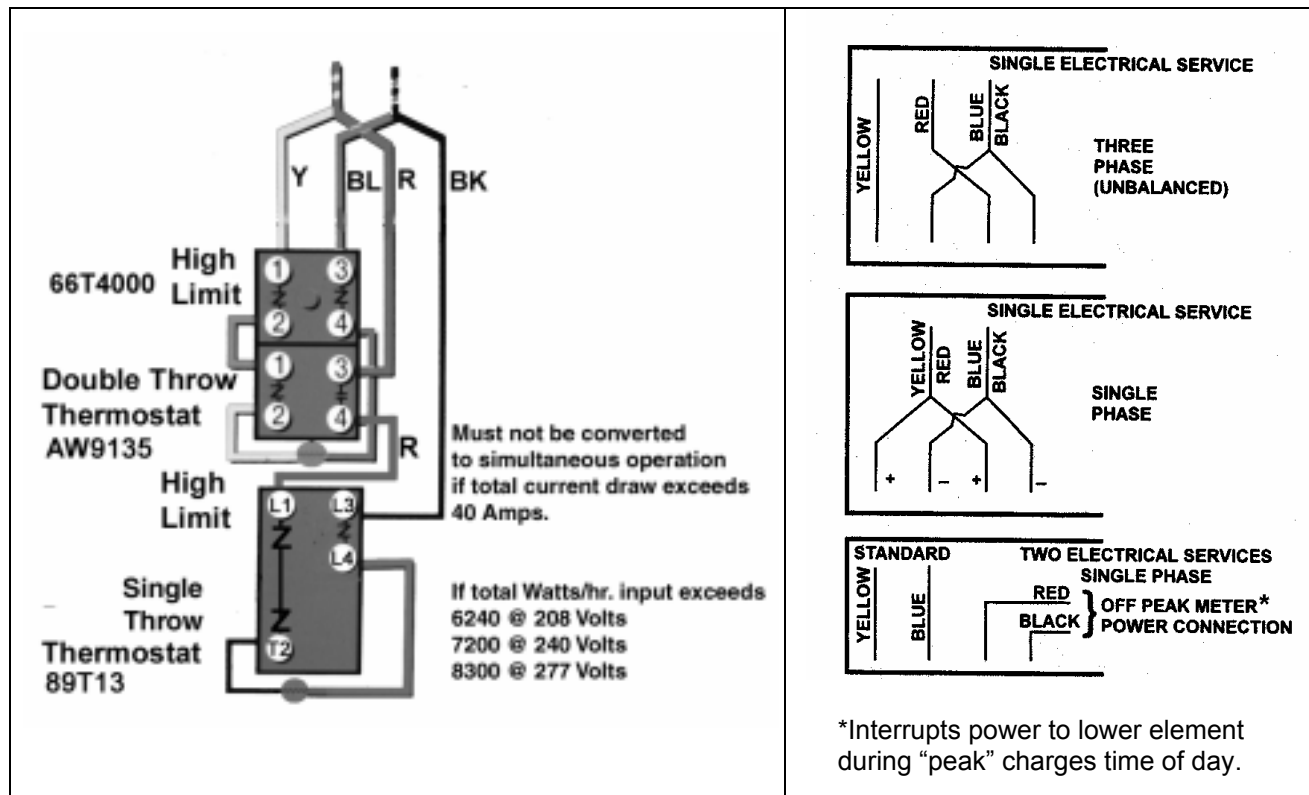 Y
BL
R
BK
66T4000
High
Limit
1
3
2
4
Double Throw
Thermostat
AW9135
1
3
2
4
R
Must not be converted
to simultaneous operation
if total current draw exceeds
40 Amps.
High
Limit
L1
L3
L4
Single
Throw
Thermostat
89T13
T2
If total Watts/hr. input exceeds
6240 @ 208 Volts
7200 @ 240 Volts
8300 @ 277 Volts
SINGLE ELECTRICAL SERVICE
YELLOW
RED
BLUE
BLACK
THREE
PHASE
(UNBALANCED)
SINGLE ELECTRICAL SERVICE
YELLOW
RED
BLUE
BLACK
SINGLE
PHASE
+ – + –
STANDARD
TWO ELECTRICAL SERVICES
SINGLE PHASE
YELLOW
BLUE
RED
BLACK
OFF PEAK METER*
POWER CONNECTION
*Interrupts power to lower element
during “peak” charges time of day.